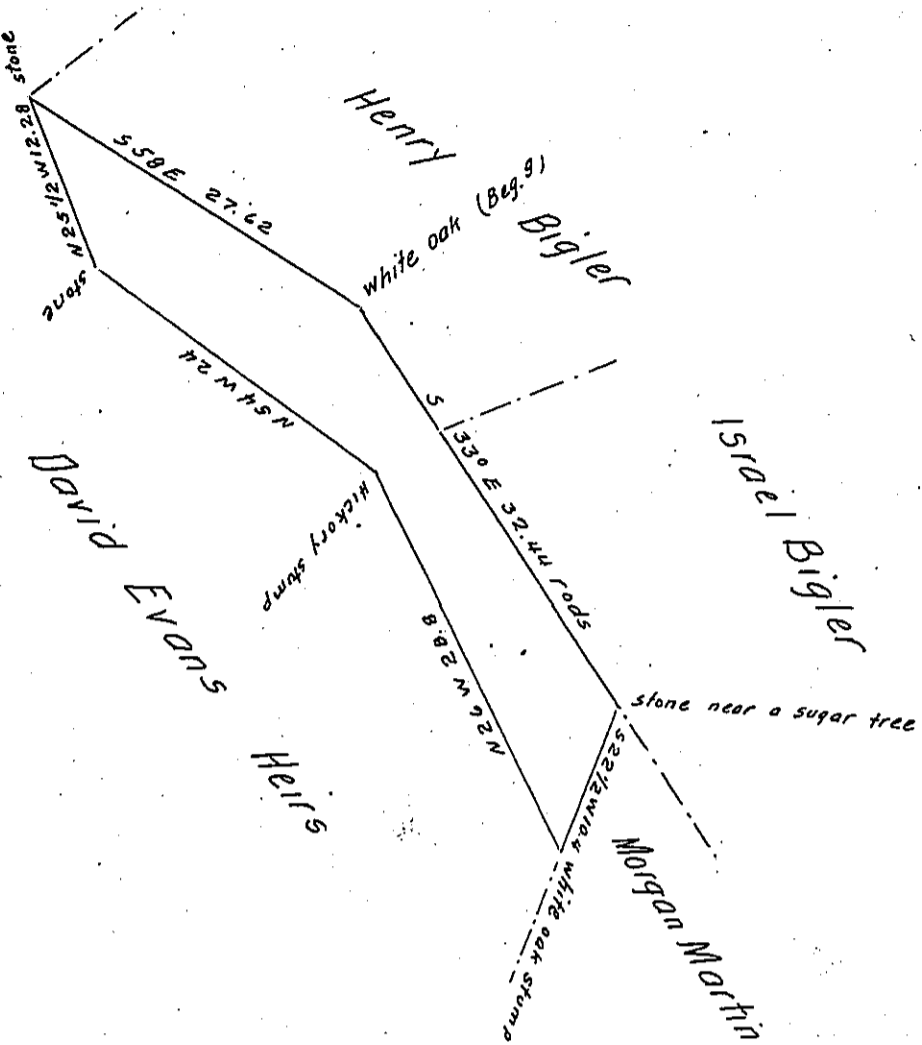 stone
Henry
Bigler
S 58 E 27.62
N 25 1/2 W 12.28
white oak (Beg.g)
stone
N 54 W 24
S 33° E 32.44 rods
Israel Bigler
Hickory stump
David Evans
Heirs
N 26 W 28.8
stone near a sugar tree
S 22 1/2 W 10.4 white oak stump
Morgan Martin